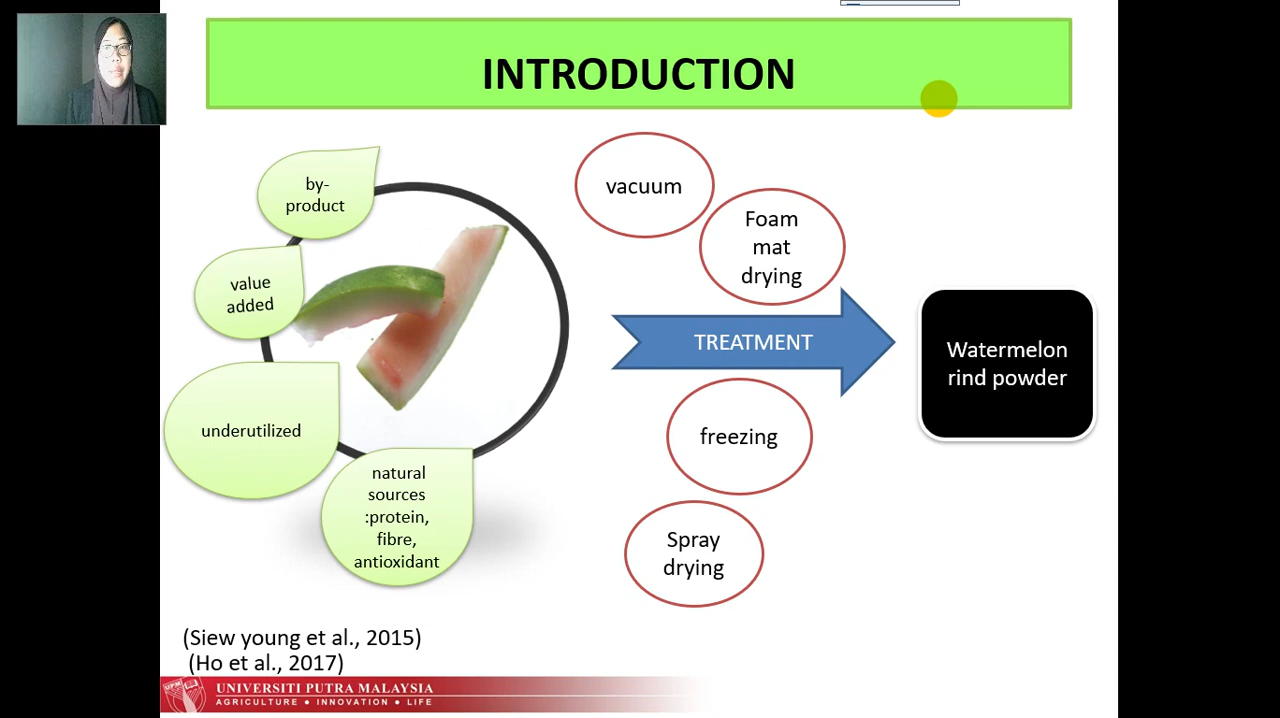 INTRODUCTION
by-
product
value
added
underutilized
natural
sources
:protein,
fibre,
antioxidant
vacuum
Foam
mat
drying
TREATMENT
freezing
Spray
drying
Watermelon
rind powder
(Siew young et al., 2015)
(Ho et al., 2017)
UPM
UNIVERSITI PUTRA MALAYSIA
AGRICULTURE • INNOVATION • LIFE